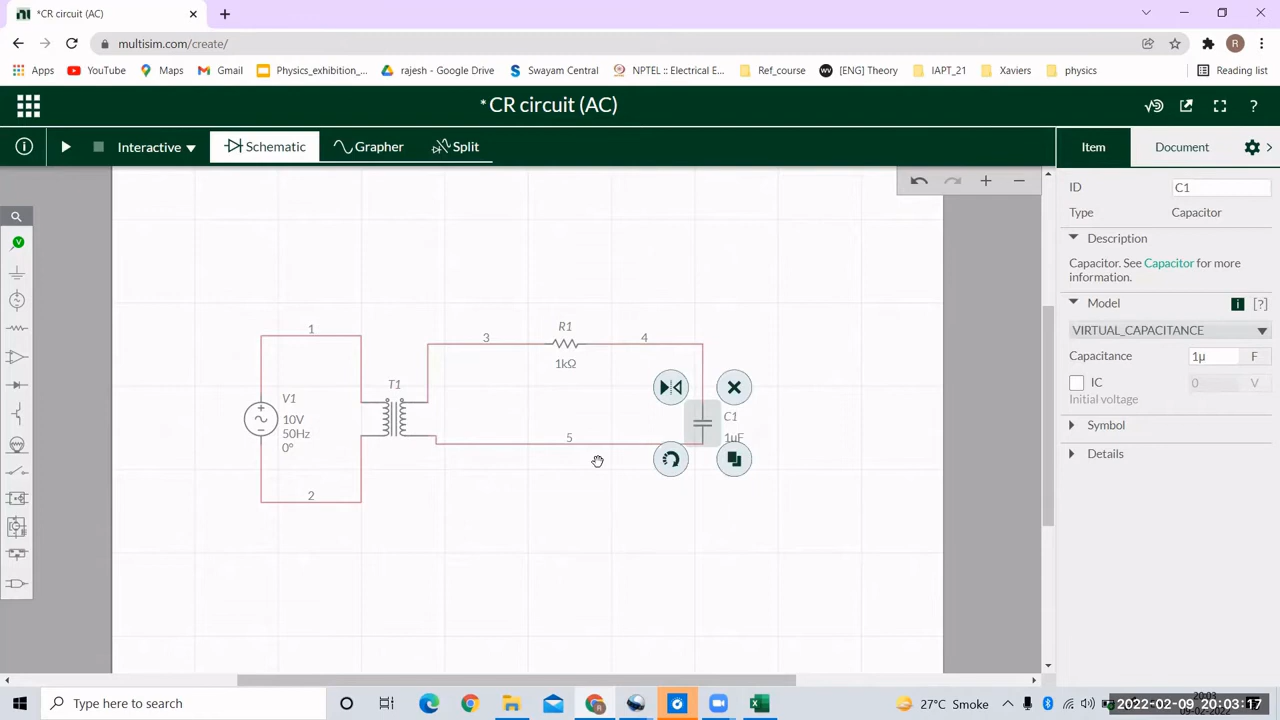 *CR circuit (AC)
multisim.com/create/
R
Apps
YouTube
Maps
Gmail
Physics_exhibition_...
rajesh - Google Drive
Swayam Central
NPTEL :: Electrical E...
Ref_course
[ENG] Theory
IAPT_21
Xaviers
physics
Reading list
*CR circuit (AC)
Interactive
Schematic
Grapher
Split
Item
Document
ID
C1
Type
Capacitor
Description
Capacitor. See Capacitor for more
information.
Model
VIRTUAL_CAPACITANCE
Capacitance
1µ
F
IC
0
V
Initial voltage
Symbol
Details
1
2
3
4
5
V1
10V
50Hz
0°
T1
R1
1kΩ
C1
1uF
Type here to search
27°C Smoke
20:03
2022-02-09 20:03:17